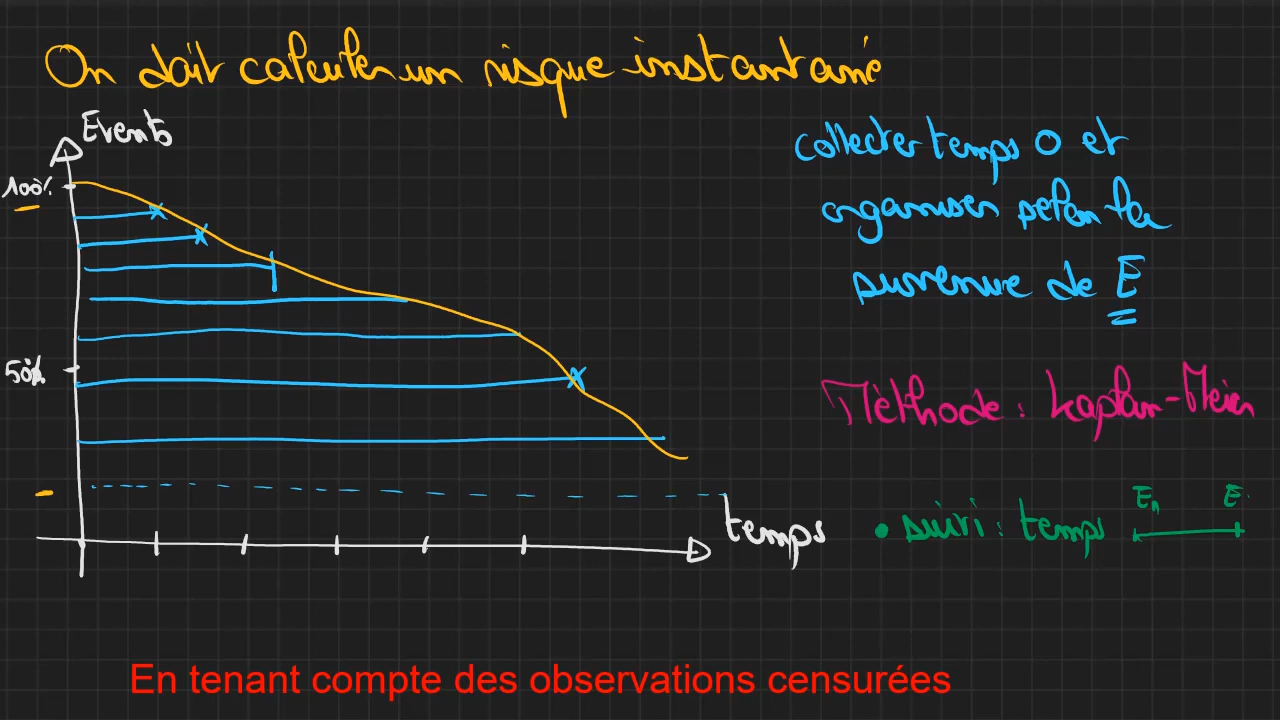 On doit calculer un risque instantané
Events
100%
50%
temps
collecter temps 0 et
organiser selon la
survenue de E
Méthode : Kaplan-Meier
• suivi : temps
E
En tenant compte des observations censurées